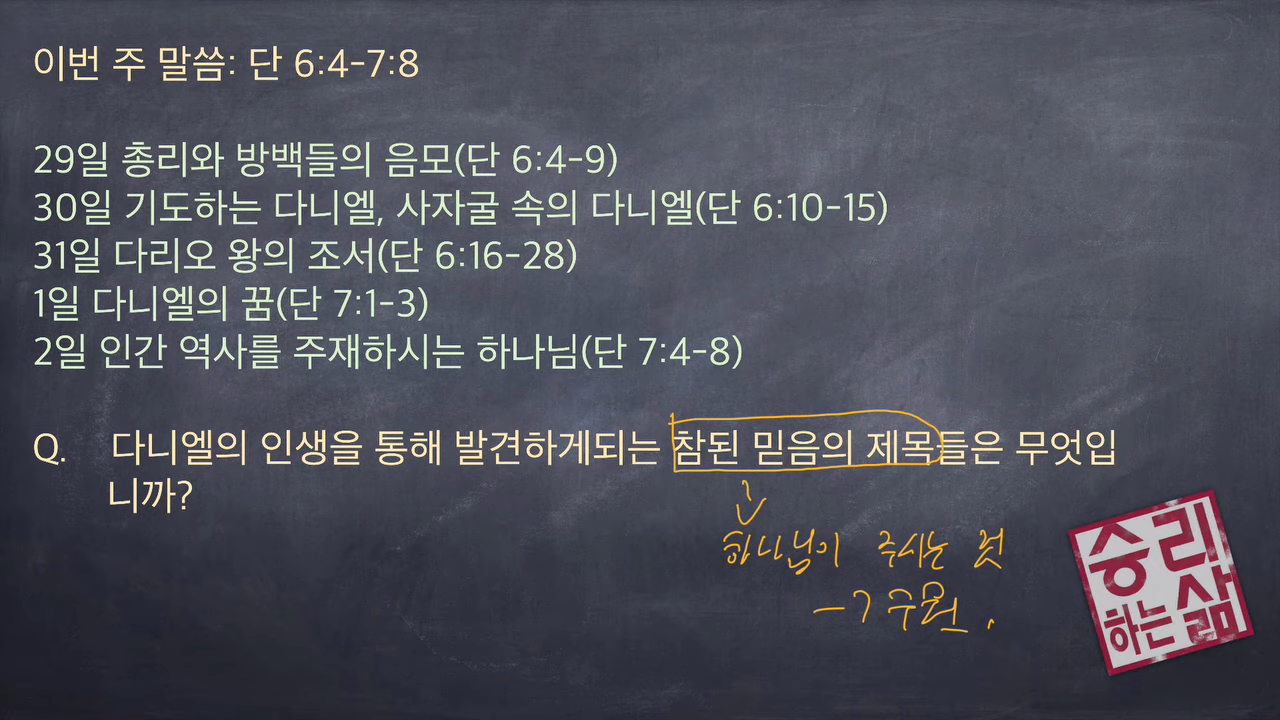 이번 주 말씀: 단 6:4-7:8
29일 총리와 방백들의 음모(단 6:4-9)
30일 기도하는 다니엘, 사자굴 속의 다니엘(단 6:10-15)
31일 다리오 왕의 조서(단 6:16-28)
1일 다니엘의 꿈(단 7:1-3)
2일 인간 역사를 주재하시는 하나님(단 7:4-8)
Q. 다니엘의 인생을 통해 발견하게되는 참된 믿음의 제목들은 무엇입
니까?
하나님이 주시는 것
구원.
승리
하는 삶